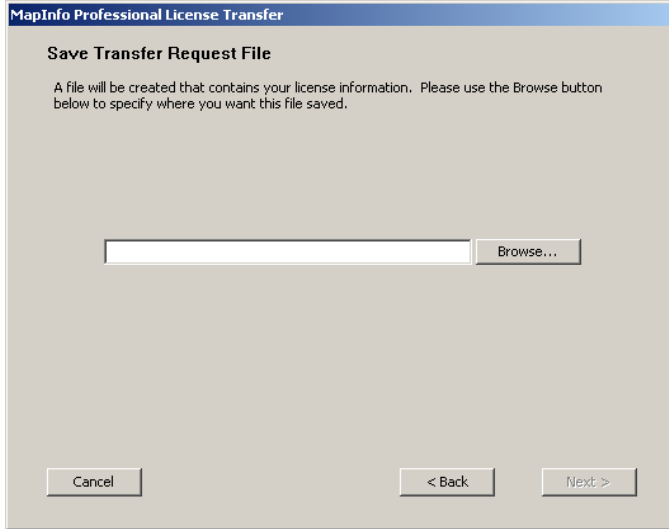 MapInfo Professional License Transfer
Save Transfer Request File
A file will be created that contains your license information. Please use the Browse button
below to specify where you want this file saved.
Browse...
Cancel
< Back
Next >